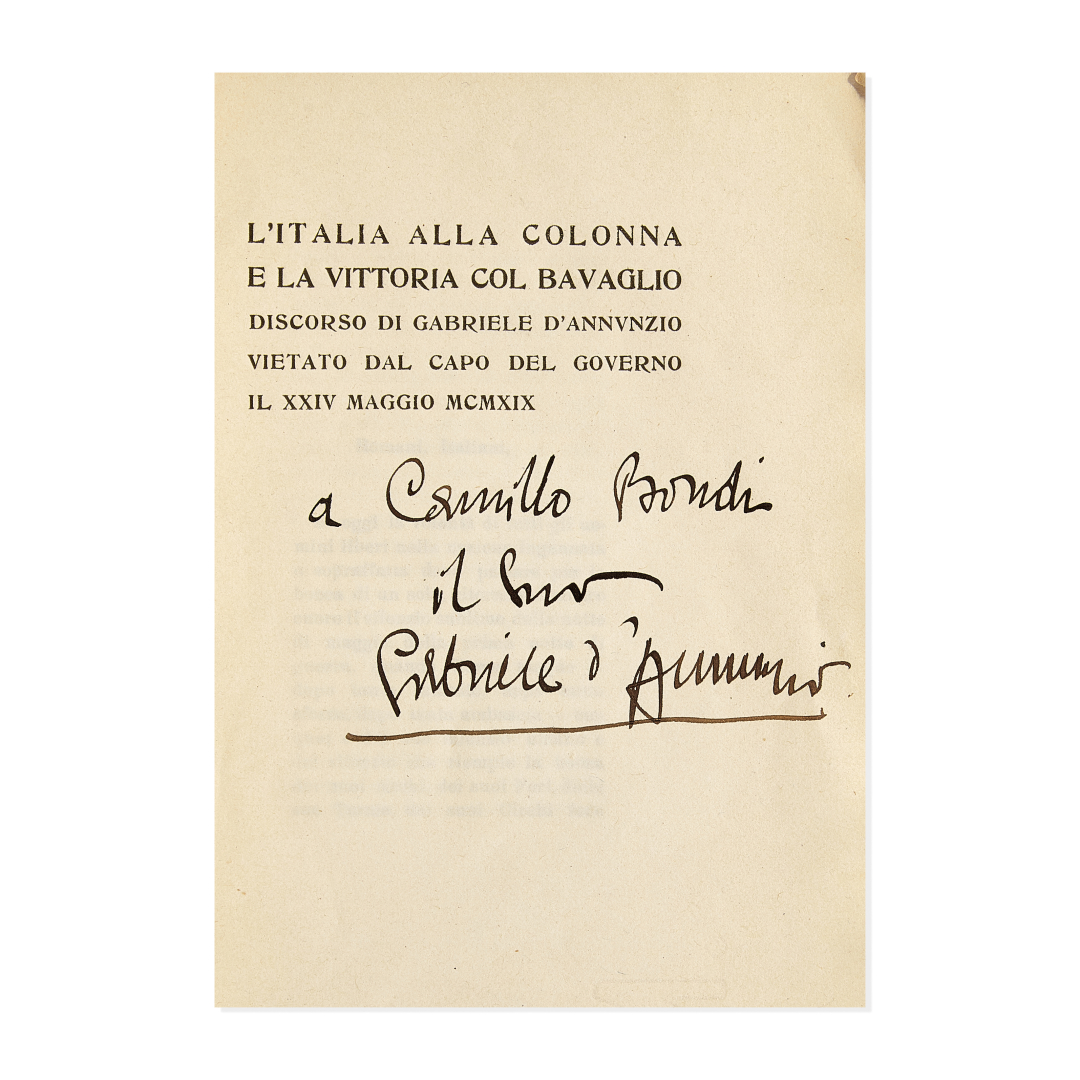 L'ITALIA ALLA COLONNA
E LA VITTORIA COL BAVAGLIO
DISCORSO DI GABRIELE D'ANNVNZIO
VIETATO DAL CAPO DEL GOVERNO
IL XXIV MAGGIO MCMXIX
a Camillo Bondi
il suo
Gabriele d'Annunzio